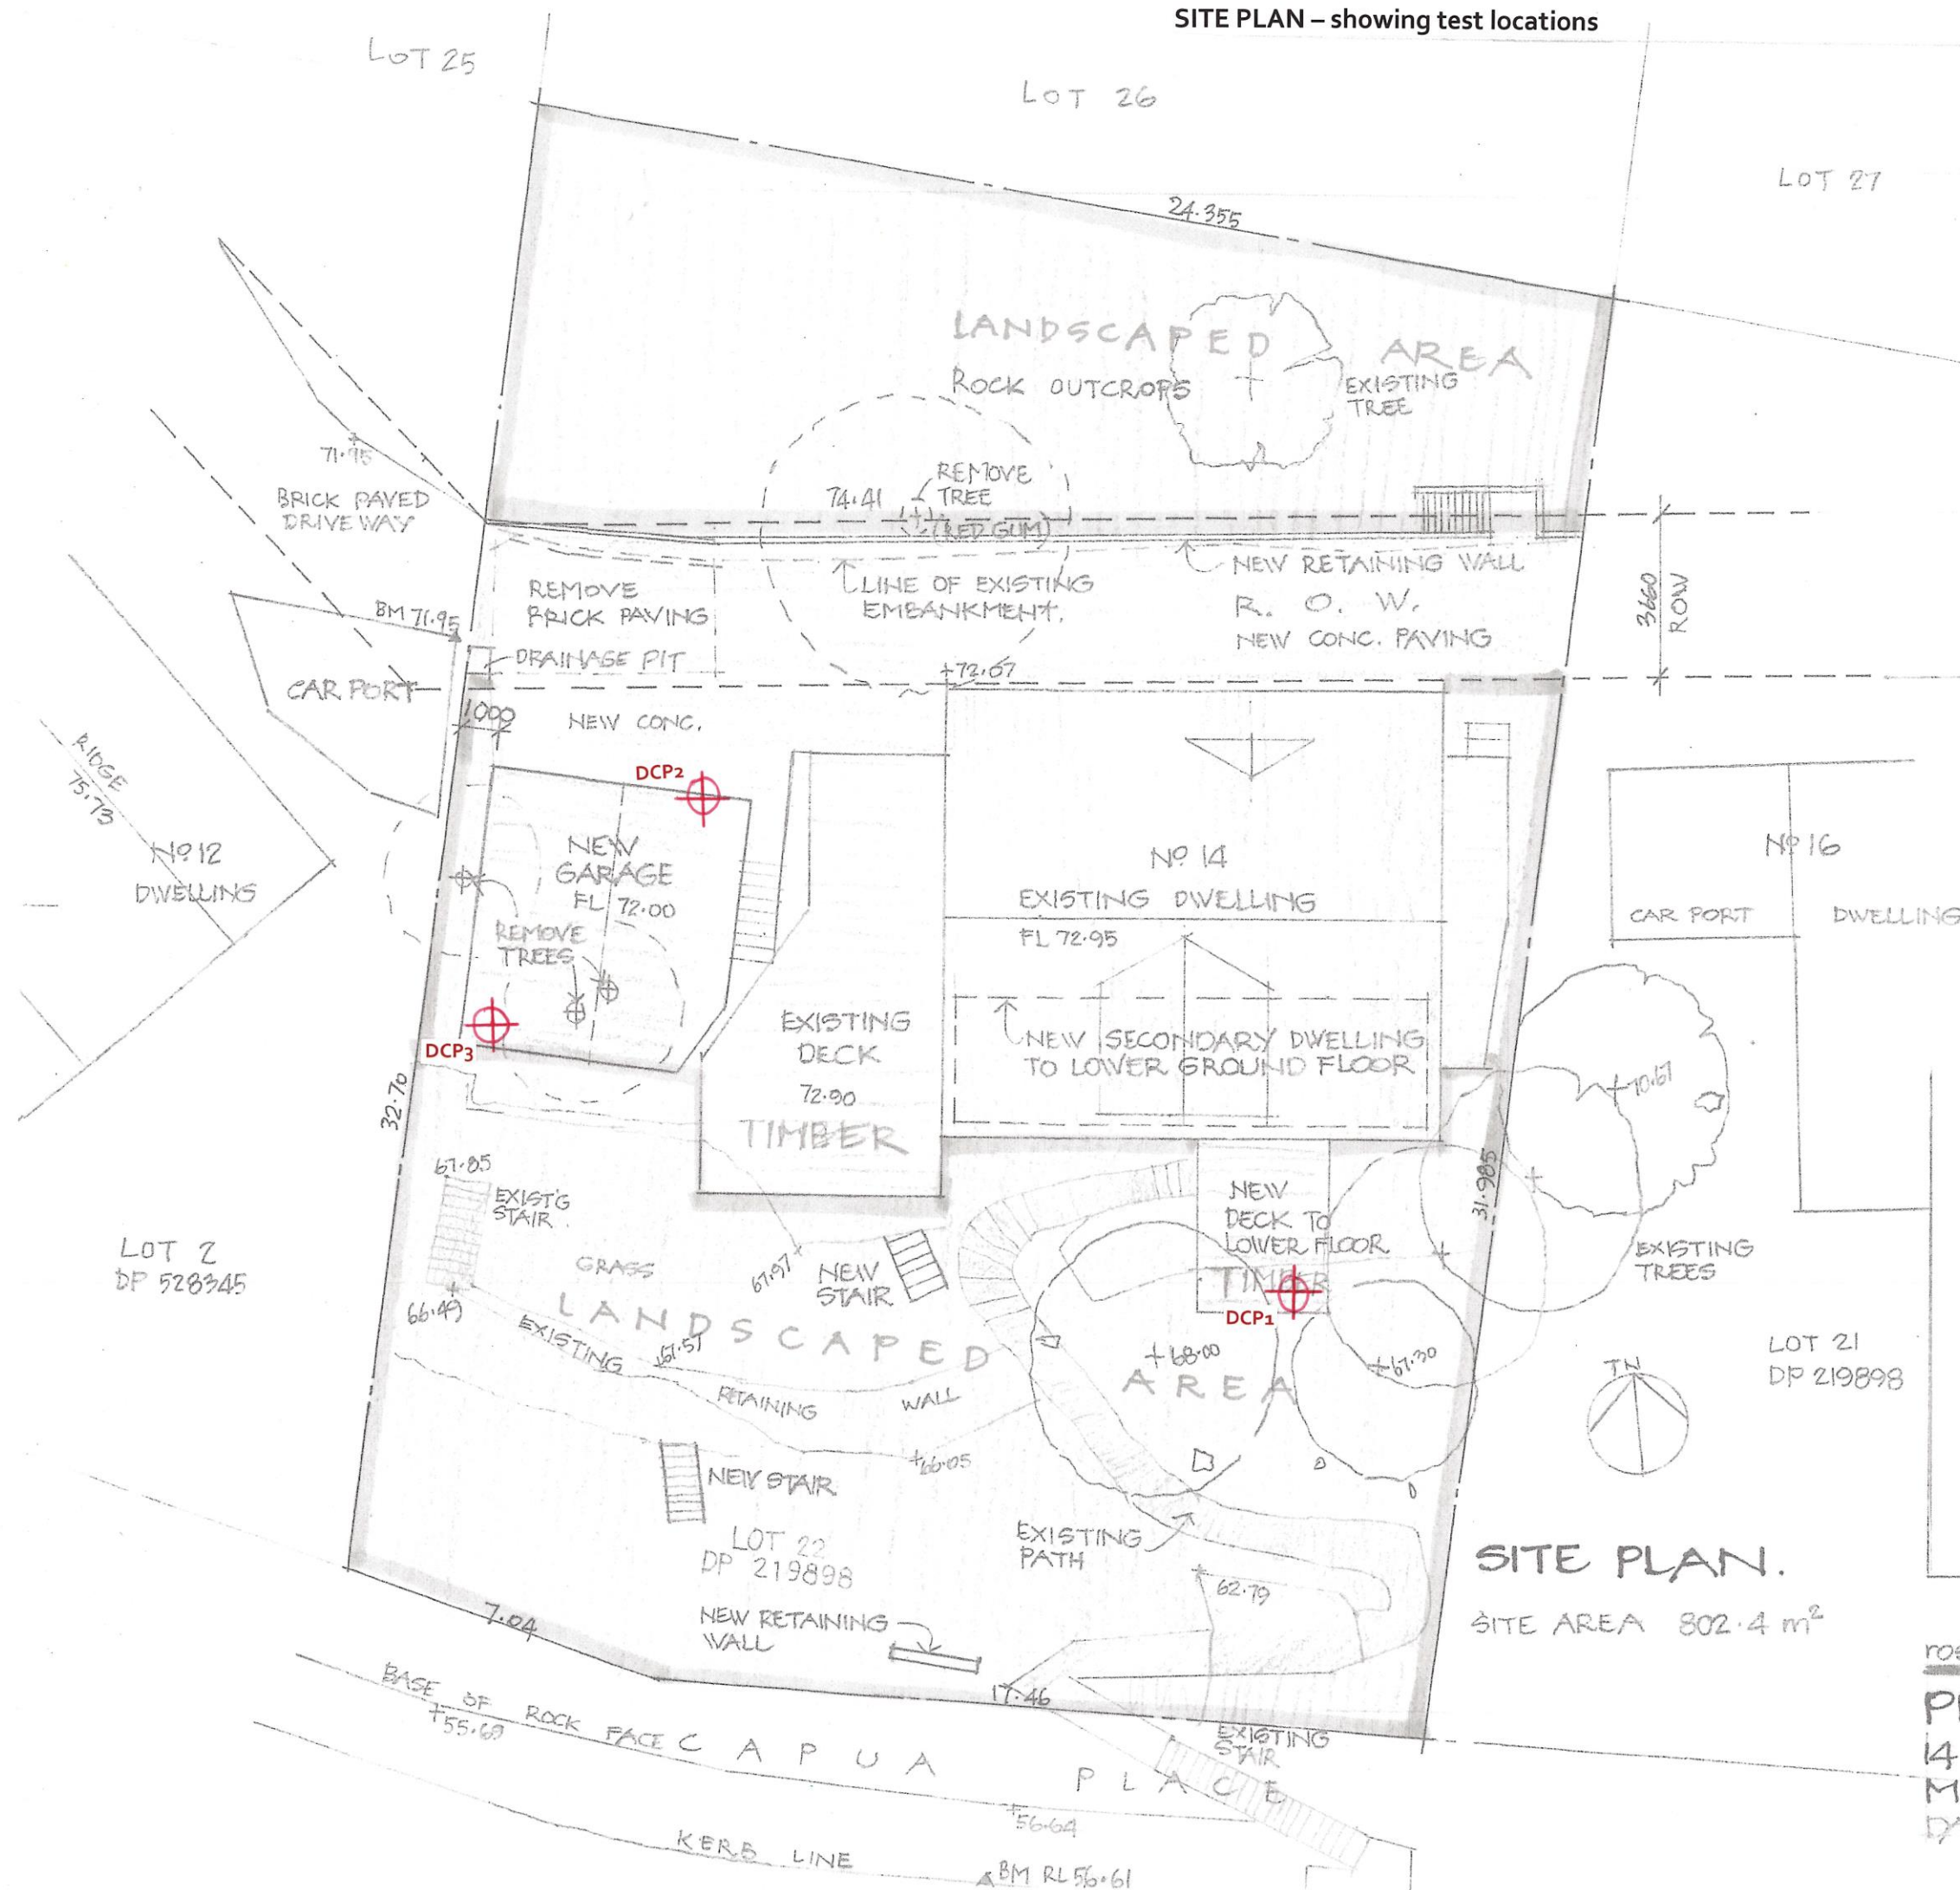 SITE PLAN – showing test locations
LOT 25
LOT 26
LOT 27
24.355
LANDSCAPED AREA
ROCK OUTCROPS
EXISTING
TREE
71.95
BRICK PAVED
DRIVEWAY
74.41
REMOVE
TREE
(RED GUM)
NEW RETAINING WALL
LINE OF EXISTING
EMBANKMENT.
REMOVE
BRICK PAVING
R. O. W.
NEW CONC. PAVING
3660
ROW
BM 71.95
DRAINAGE PIT
CAR PORT
+72.67
1000
NEW CONC.
RIDGE
75.73
DCP2
Nº 12
DWELLING
NEW
GARAGE
FL 72.00
REMOVE
TREES
Nº 14
EXISTING DWELLING
FL 72.95
Nº 16
CAR PORT
DWELLING
EXISTING
DECK
72.90
TIMBER
NEW SECONDARY DWELLING
TO LOWER GROUND FLOOR
DCP3
32.70
70.67
31.985
67.85
EXIST'G
STAIR.
NEW
DECK TO
LOWER FLOOR
TIMBER
DCP1
EXISTING
TREES
LOT 2
DP 528345
GRASS
67.97
NEW
STAIR
66.49
LANDSCAPED
AREA
EXISTING
67.57
RETAINING
WALL
+68.00
+67.30
LOT 21
DP 219898
TN
+66.05
NEW STAIR
LOT 22
DP 219898
EXISTING
PATH
62.79
SITE PLAN.
SITE AREA 802.4 m²
7.04
NEW RETAINING
WALL
17.46
BASE OF ROCK FACE
+55.69
CAPUA PLACE
EXISTING
STAIR
+56.64
KERB LINE
BM RL 56.61
ros
14
M